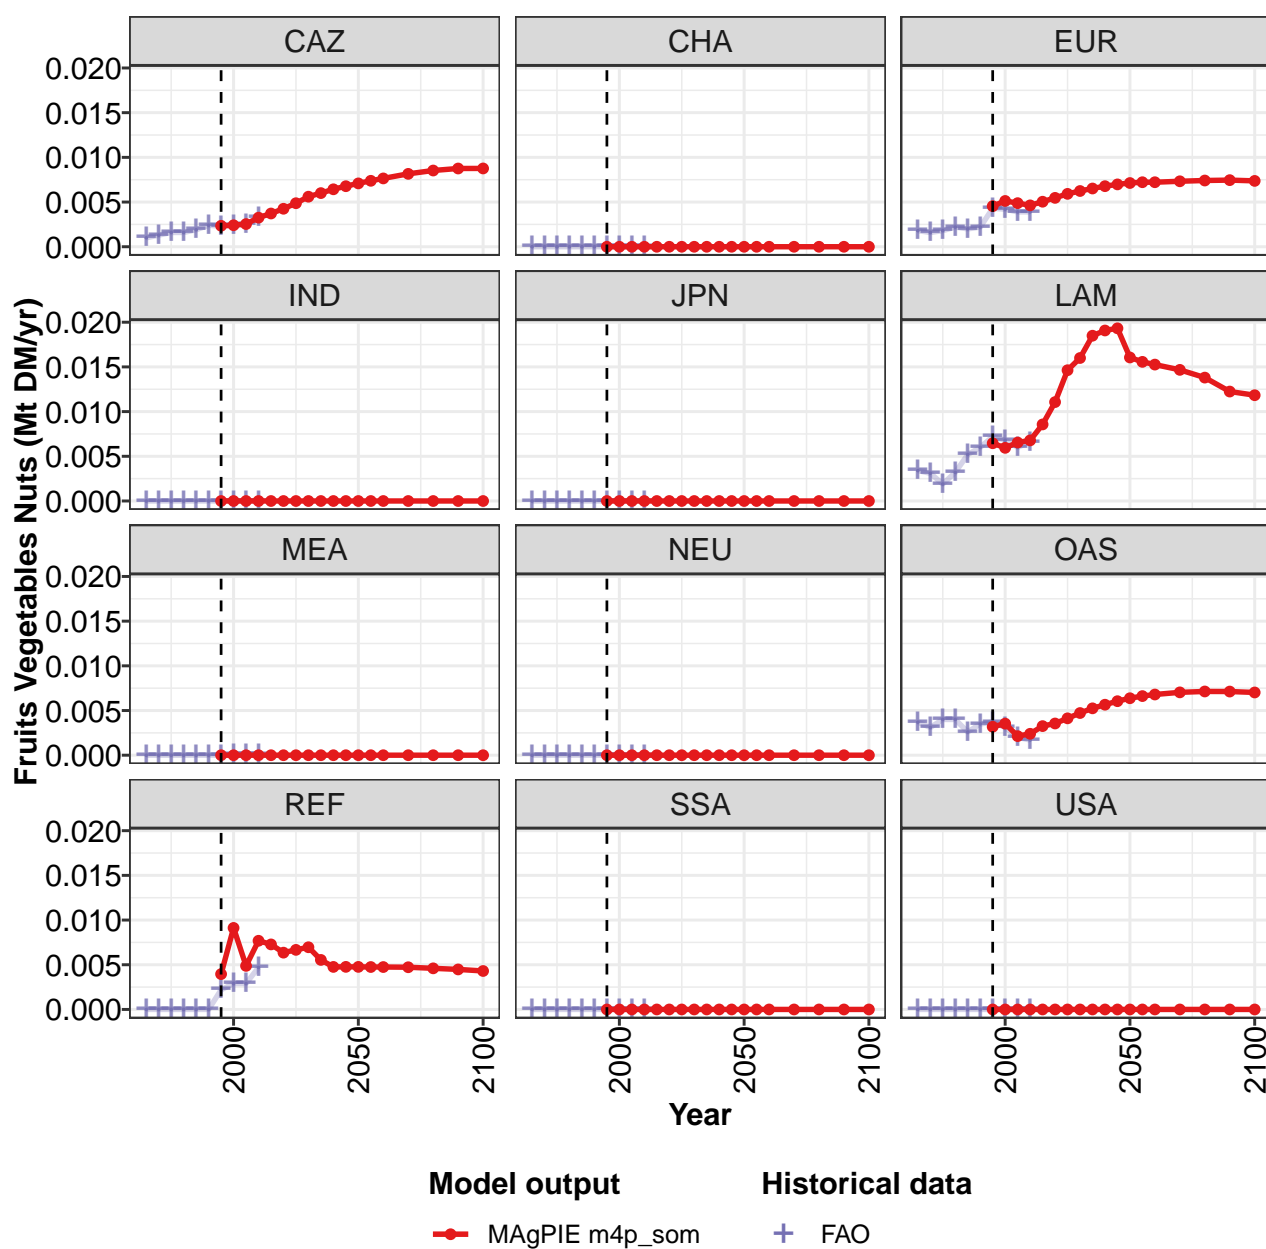 CAZ CHA EUR
0.020
0.015
0.010
0.005
0.000
IND JPN LAM
0.020
0.015
0.010
0.005
0.000
MEA NEU OAS
0.020
0.015
0.010
0.005
0.000
REF SSA USA
0.020
0.015
0.010
0.005
0.000
Fruits Vegetables Nuts (Mt DM/yr)
2000 2050 2100 2000 2050 2100 2000 2050 2100
Year
Model output Historical data
MAgPIE m4p_som FAO